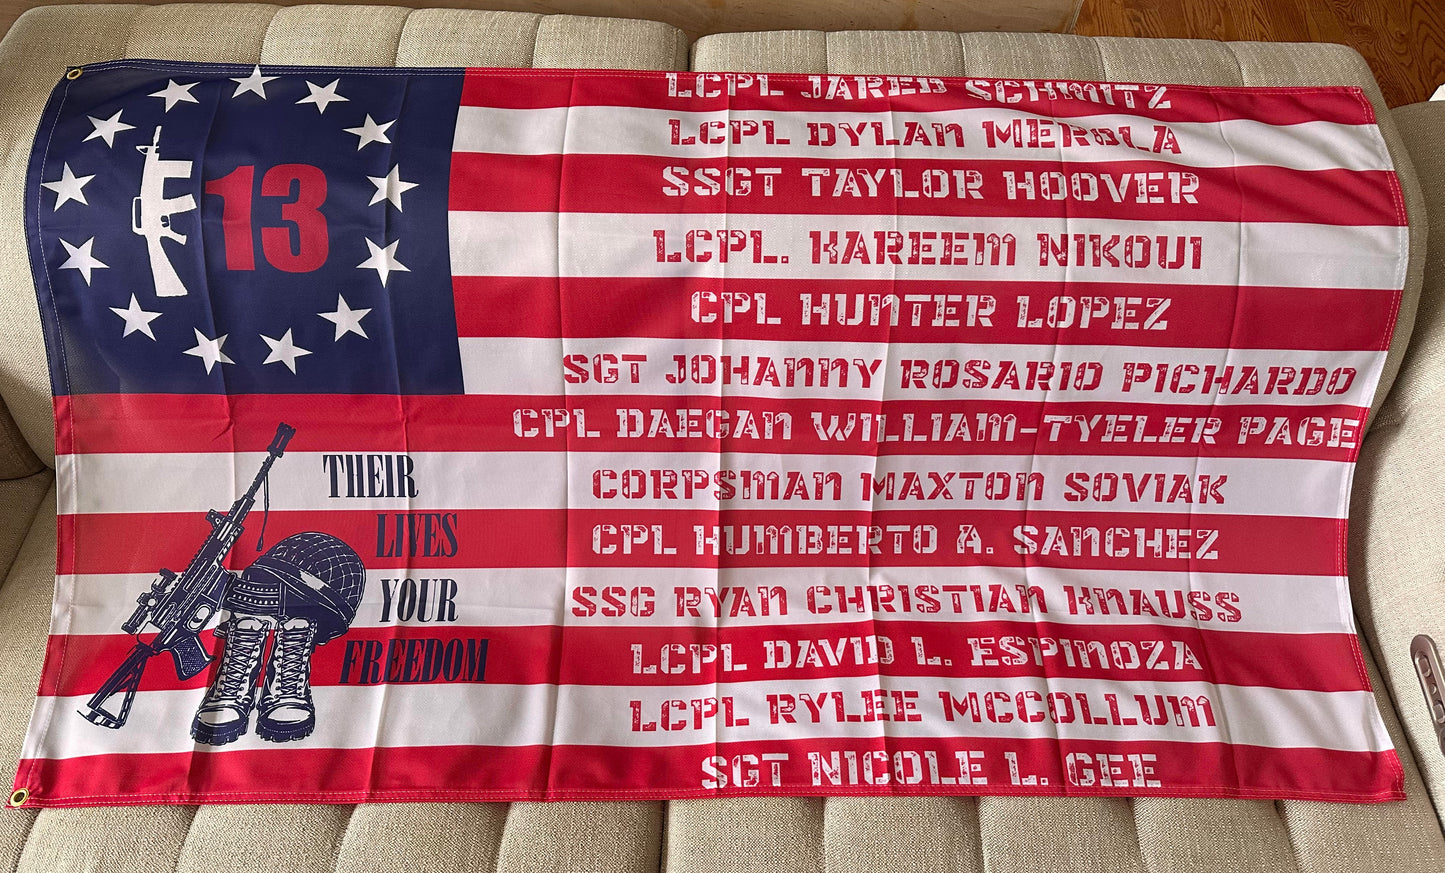 13
LCPL JARED SCHMITZ
LCPL DYLAN MEROLA
SSGT TAYLOR HOOVER
LCPL. KAREEM NIKOUI
CPL HUNTER LOPEZ
SGT JOHANNY ROSARIO PICHARDO
CPL DAEGAN WILLIAM-TYELER PAGE
CORPSMAN MAXTON SOVIAK
CPL HUMBERTO A. SANCHEZ
SSG RYAN CHRISTIAN KNAUSS
LCPL DAVID L. ESPINOZA
LCPL RYLEE MCCOLLUM
SGT NICOLE L. GEE
THEIR
LIVES
YOUR
FREEDOM